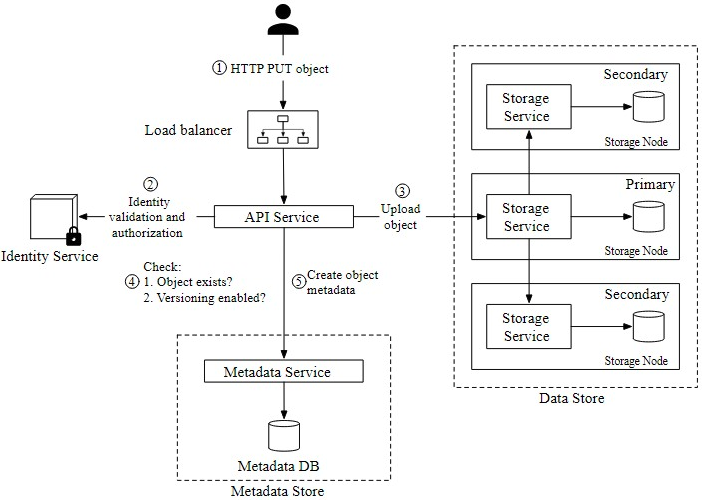 ① HTTP PUT object
Load balancer
②
Identity
validation and
authorization
Identity Service
API Service
③
Upload
object
Check:
④ 1. Object exists?
2. Versioning enabled?
⑤ Create object
metadata
Metadata Service
Metadata DB
Metadata Store
Secondary
Storage
Service
Storage Node
Primary
Storage
Service
Storage Node
Secondary
Storage
Service
Storage Node
Data Store